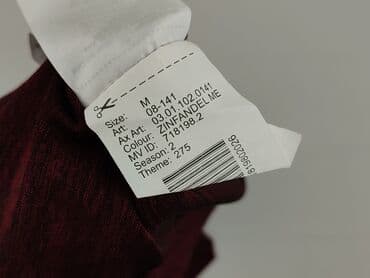 Size: M
Art: 08-141
Ax Art: 03.01.102.0141
Colour: ZINFANDEL ME
MV ID: 718198.2
Season: 2
Theme: 275